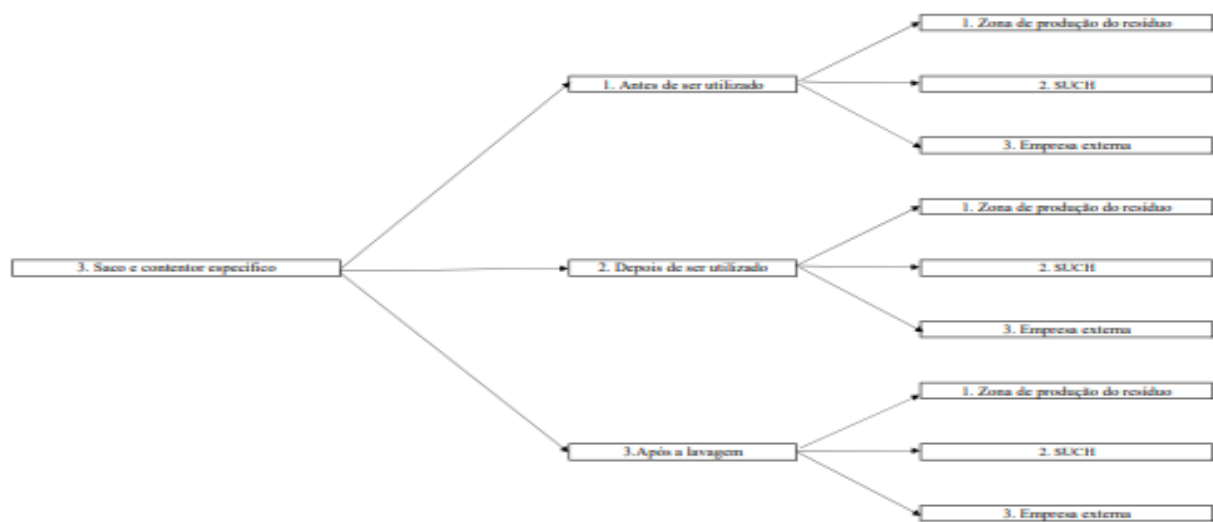 3. Saco e contentor específico
1. Antes de ser utilizado
1. Zona de produção do resíduo
2. SUCH
3. Empresa externa
2. Depois de ser utilizado
1. Zona de produção do resíduo
2. SUCH
3. Empresa externa
3.Após a lavagem
1. Zona de produção do resíduo
2. SUCH
3. Empresa externa